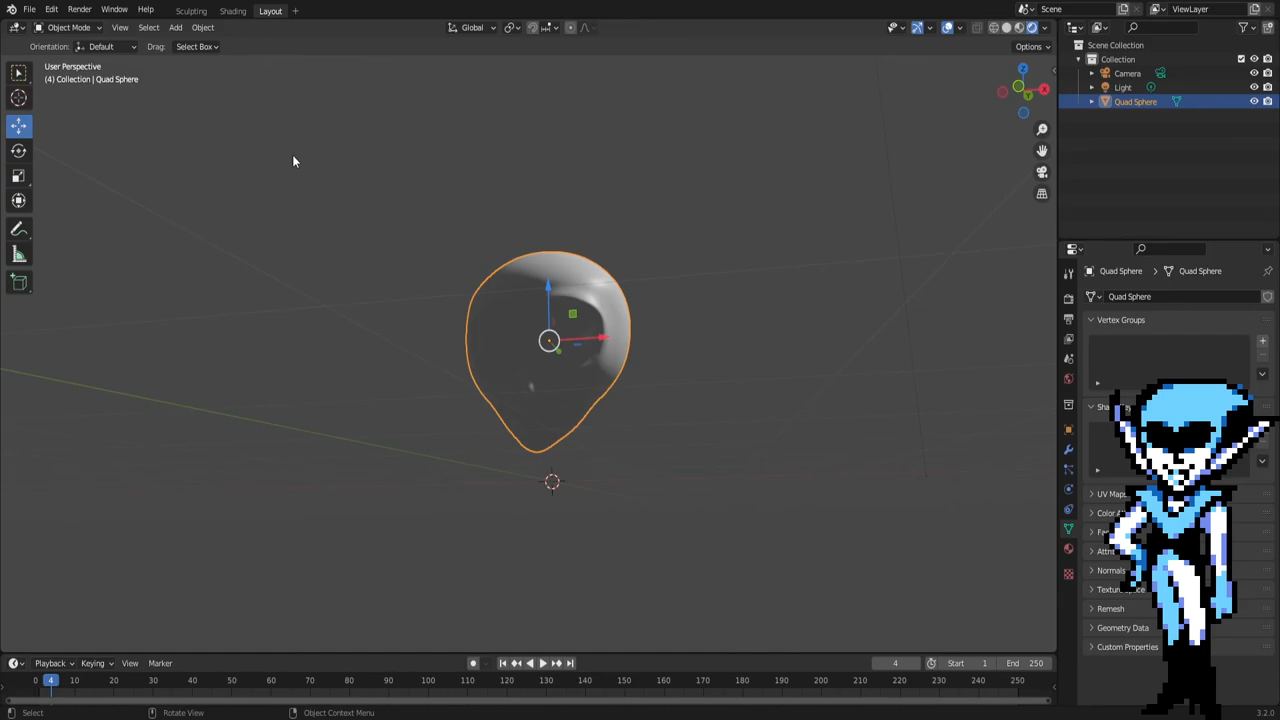 File Edit Render Window Help Sculpting Shading Layout + Scene ViewLayer
Object Mode View Select Add Object Global
Orientation: Default Drag: Select Box Options
User Perspective
(4) Collection | Quad Sphere
Z
X
Y
Scene Collection
Collection
Camera
Light
Quad Sphere
Quad Sphere > Quad Sphere
Quad Sphere
Vertex Groups
UV Maps
Normals
Remesh
Geometry Data
Custom Properties
Playback Keying View Marker 4 Start 1 End 250
0 4 10 20 30 40 50 60 70 80 90 100 110 120 130 140 150 160 170 180 190 200 210 220 230 240 250
Select Rotate View Object Context Menu 3.2.0